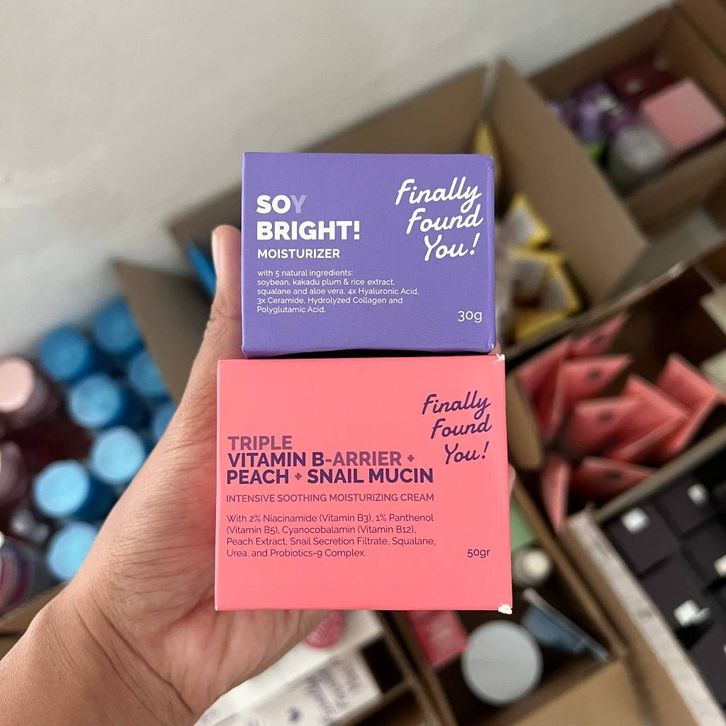 SOY
BRIGHT!
MOISTURIZER
with 5 natural ingredients:
soybean, kakadu plum & rice extract,
squalane and aloe vera. 4x Hyaluronic Acid,
3x Ceramide, Hydrolyzed Collagen and
Polyglutamic Acid.
Finally
Found
You!
30g
TRIPLE
VITAMIN B-ARRIER +
PEACH + SNAIL MUCIN
INTENSIVE SOOTHING MOISTURIZING CREAM
With 2% Niacinamide (Vitamin B3), 1% Panthenol
(Vitamin B5), Cyanocobalamin (Vitamin B12),
Peach Extract, Snail Secretion Filtrate, Squalane,
Urea, and Probiotics-9 Complex.
Finally
Found
You!
50gr